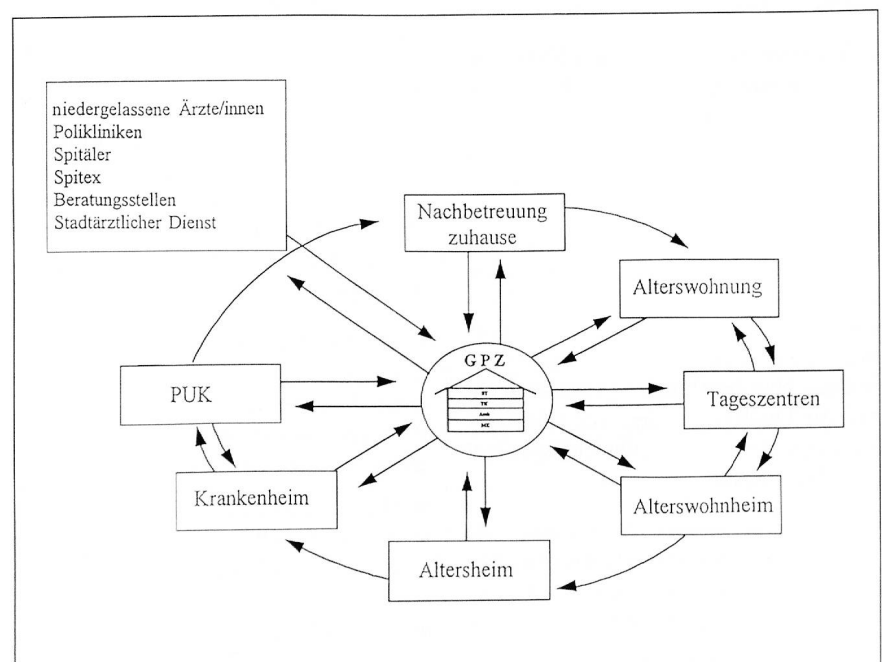 niedergelassene Ärzte/innen
Polikliniken
Spitäler
Spitex
Beratungsstellen
Stadtärztlicher Dienst
Nachbetreuung
zuhause
Alterswohnung
GPZ
PUK
Tageszentren
Krankenheim
Alterswohnheim
Altersheim